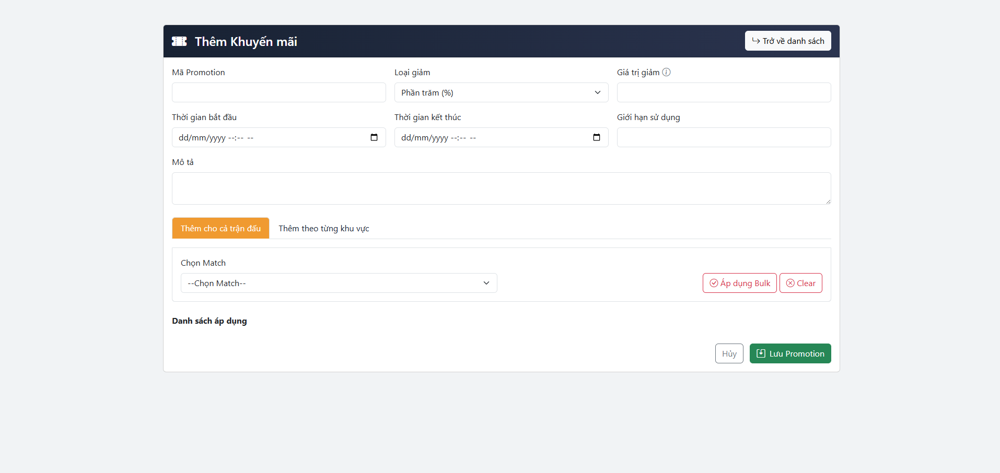 Thêm Khuyến mãi
Trở về danh sách
Mã Promotion
Loại giảm
Giá trị giảm
Phần trăm (%)
Thời gian bắt đầu
Thời gian kết thúc
Giới hạn sử dụng
dd/mm/yyyy --:-- --
dd/mm/yyyy --:-- --
Mô tả
Thêm cho cả trận đấu
Thêm theo từng khu vực
Chọn Match
--Chọn Match--
Áp dụng Bulk
Clear
Danh sách áp dụng
Hủy
Lưu Promotion